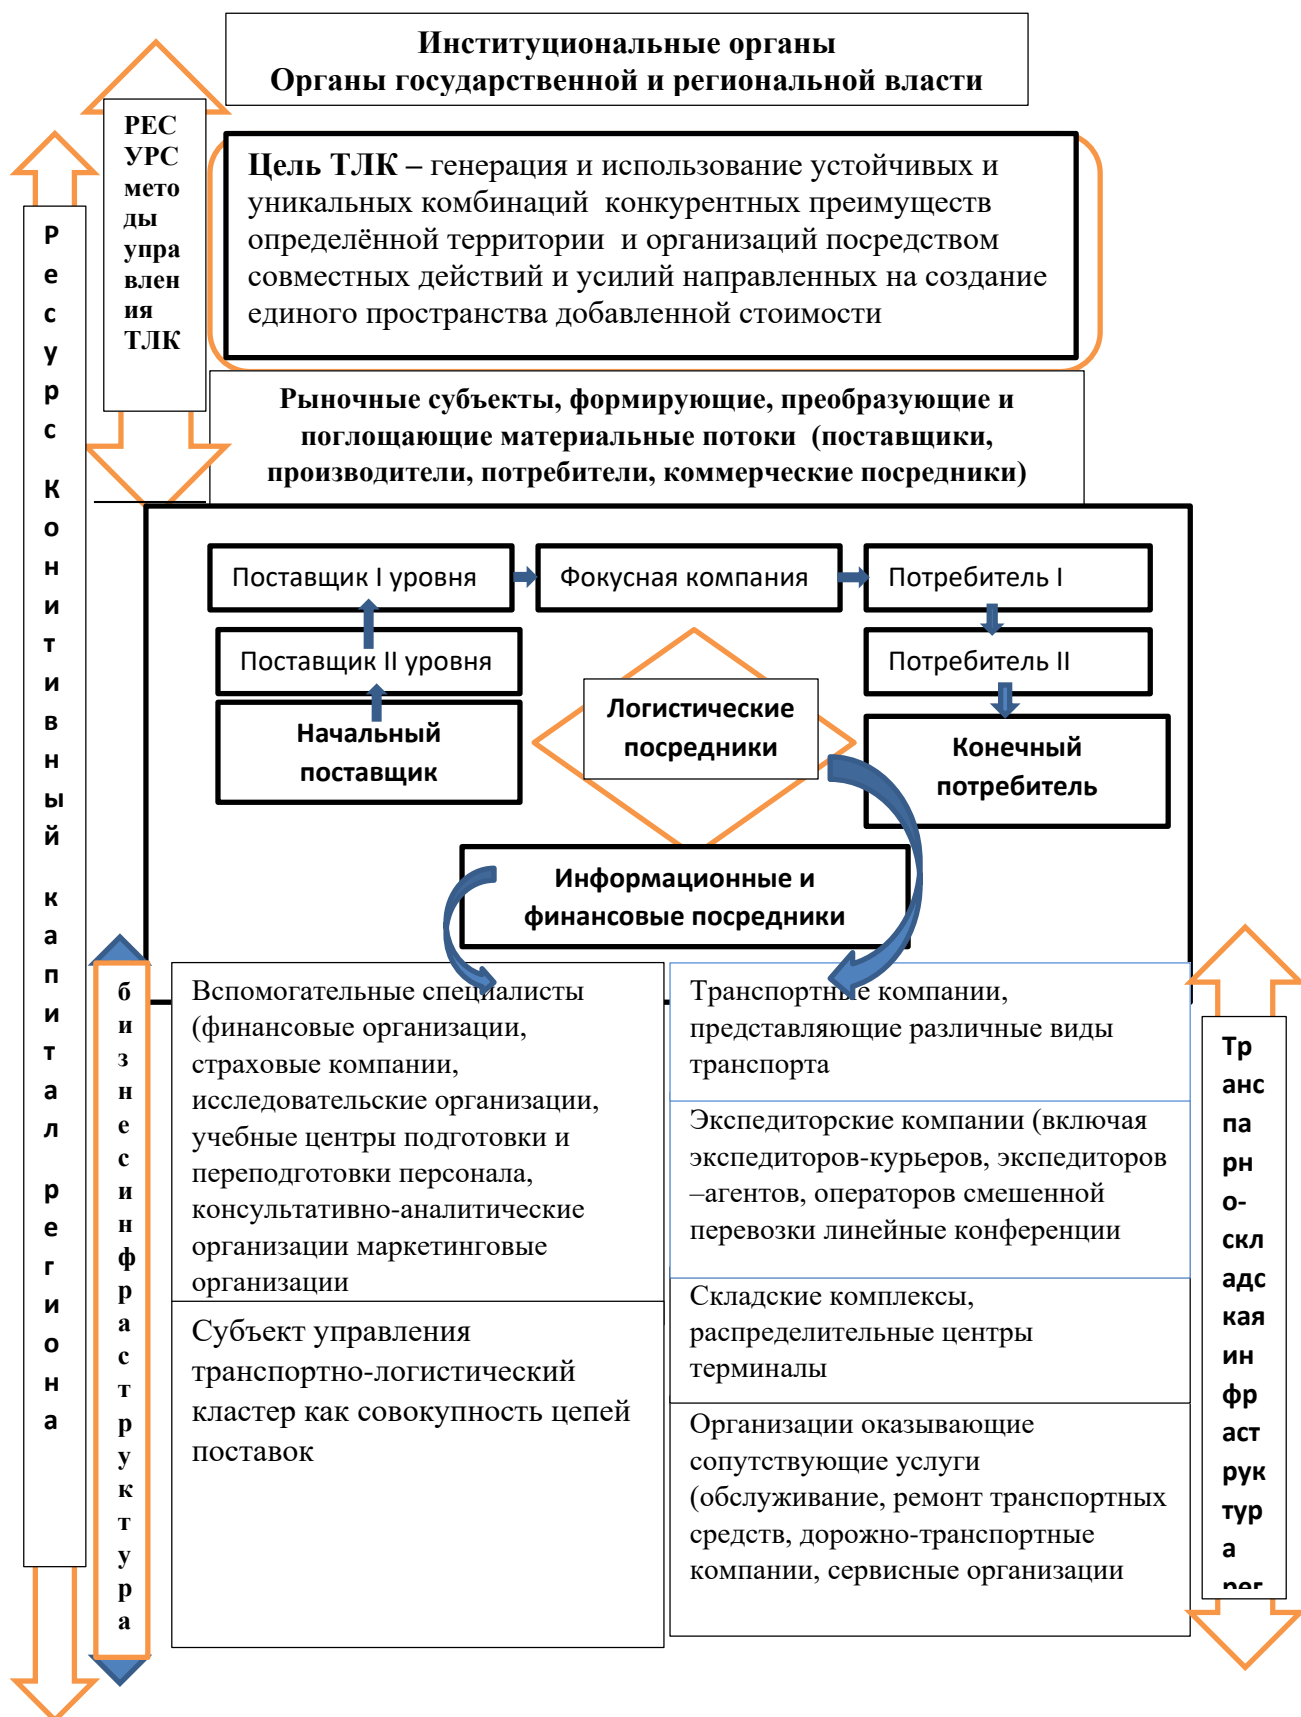 Институциональные органы
Органы государственной и региональной власти
РЕС
УРС
мето
ды
упра
влен
ия
ТЛК
Цель ТЛК – генерация и использование устойчивых и
уникальных комбинаций конкурентных преимуществ
определённой территории и организаций посредством
совместных действий и усилий направленных на создание
единого пространства добавленной стоимости
Р
е
с
у
р
с
К
о
н
и
т
и
в
н
ы
й
к
а
п
и
т
а
л
р
е
г
и
о
н
а
Рыночные субъекты, формирующие, преобразующие и
поглощающие материальные потоки (поставщики,
производители, потребители, коммерческие посредники)
Поставщик I уровня
Фокусная компания
Потребитель I
Поставщик II уровня
Потребитель II
Логистические
посредники
Начальный
поставщик
Конечный
потребитель
Информационные и
финансовые посредники
б
и
з
н
е
с
и
н
ф
р
а
с
т
р
у
к
т
у
р
а
Вспомогательные специалисты
(финансовые организации,
страховые компании,
исследовательские организации,
учебные центры подготовки и
переподготовки персонала,
консультативно-аналитические
организации маркетинговые
организации
Субъект управления
транспортно-логистический
кластер как совокупность цепей
поставок
Транспортные компании,
представляющие различные виды
транспорта
Экспедиторские компании (включая
экспедиторов-курьеров, экспедиторов
–агентов, операторов смешенной
перевозки линейные конференции
Складские комплексы,
распределительные центры
терминалы
Организации оказывающие
сопутствующие услуги
(обслуживание, ремонт транспортных
средств, дорожно-транспортные
компании, сервисные организации
Тр
анс
па
рн
о-
скл
адс
кая
ин
фр
аст
рук
тур
а
рег